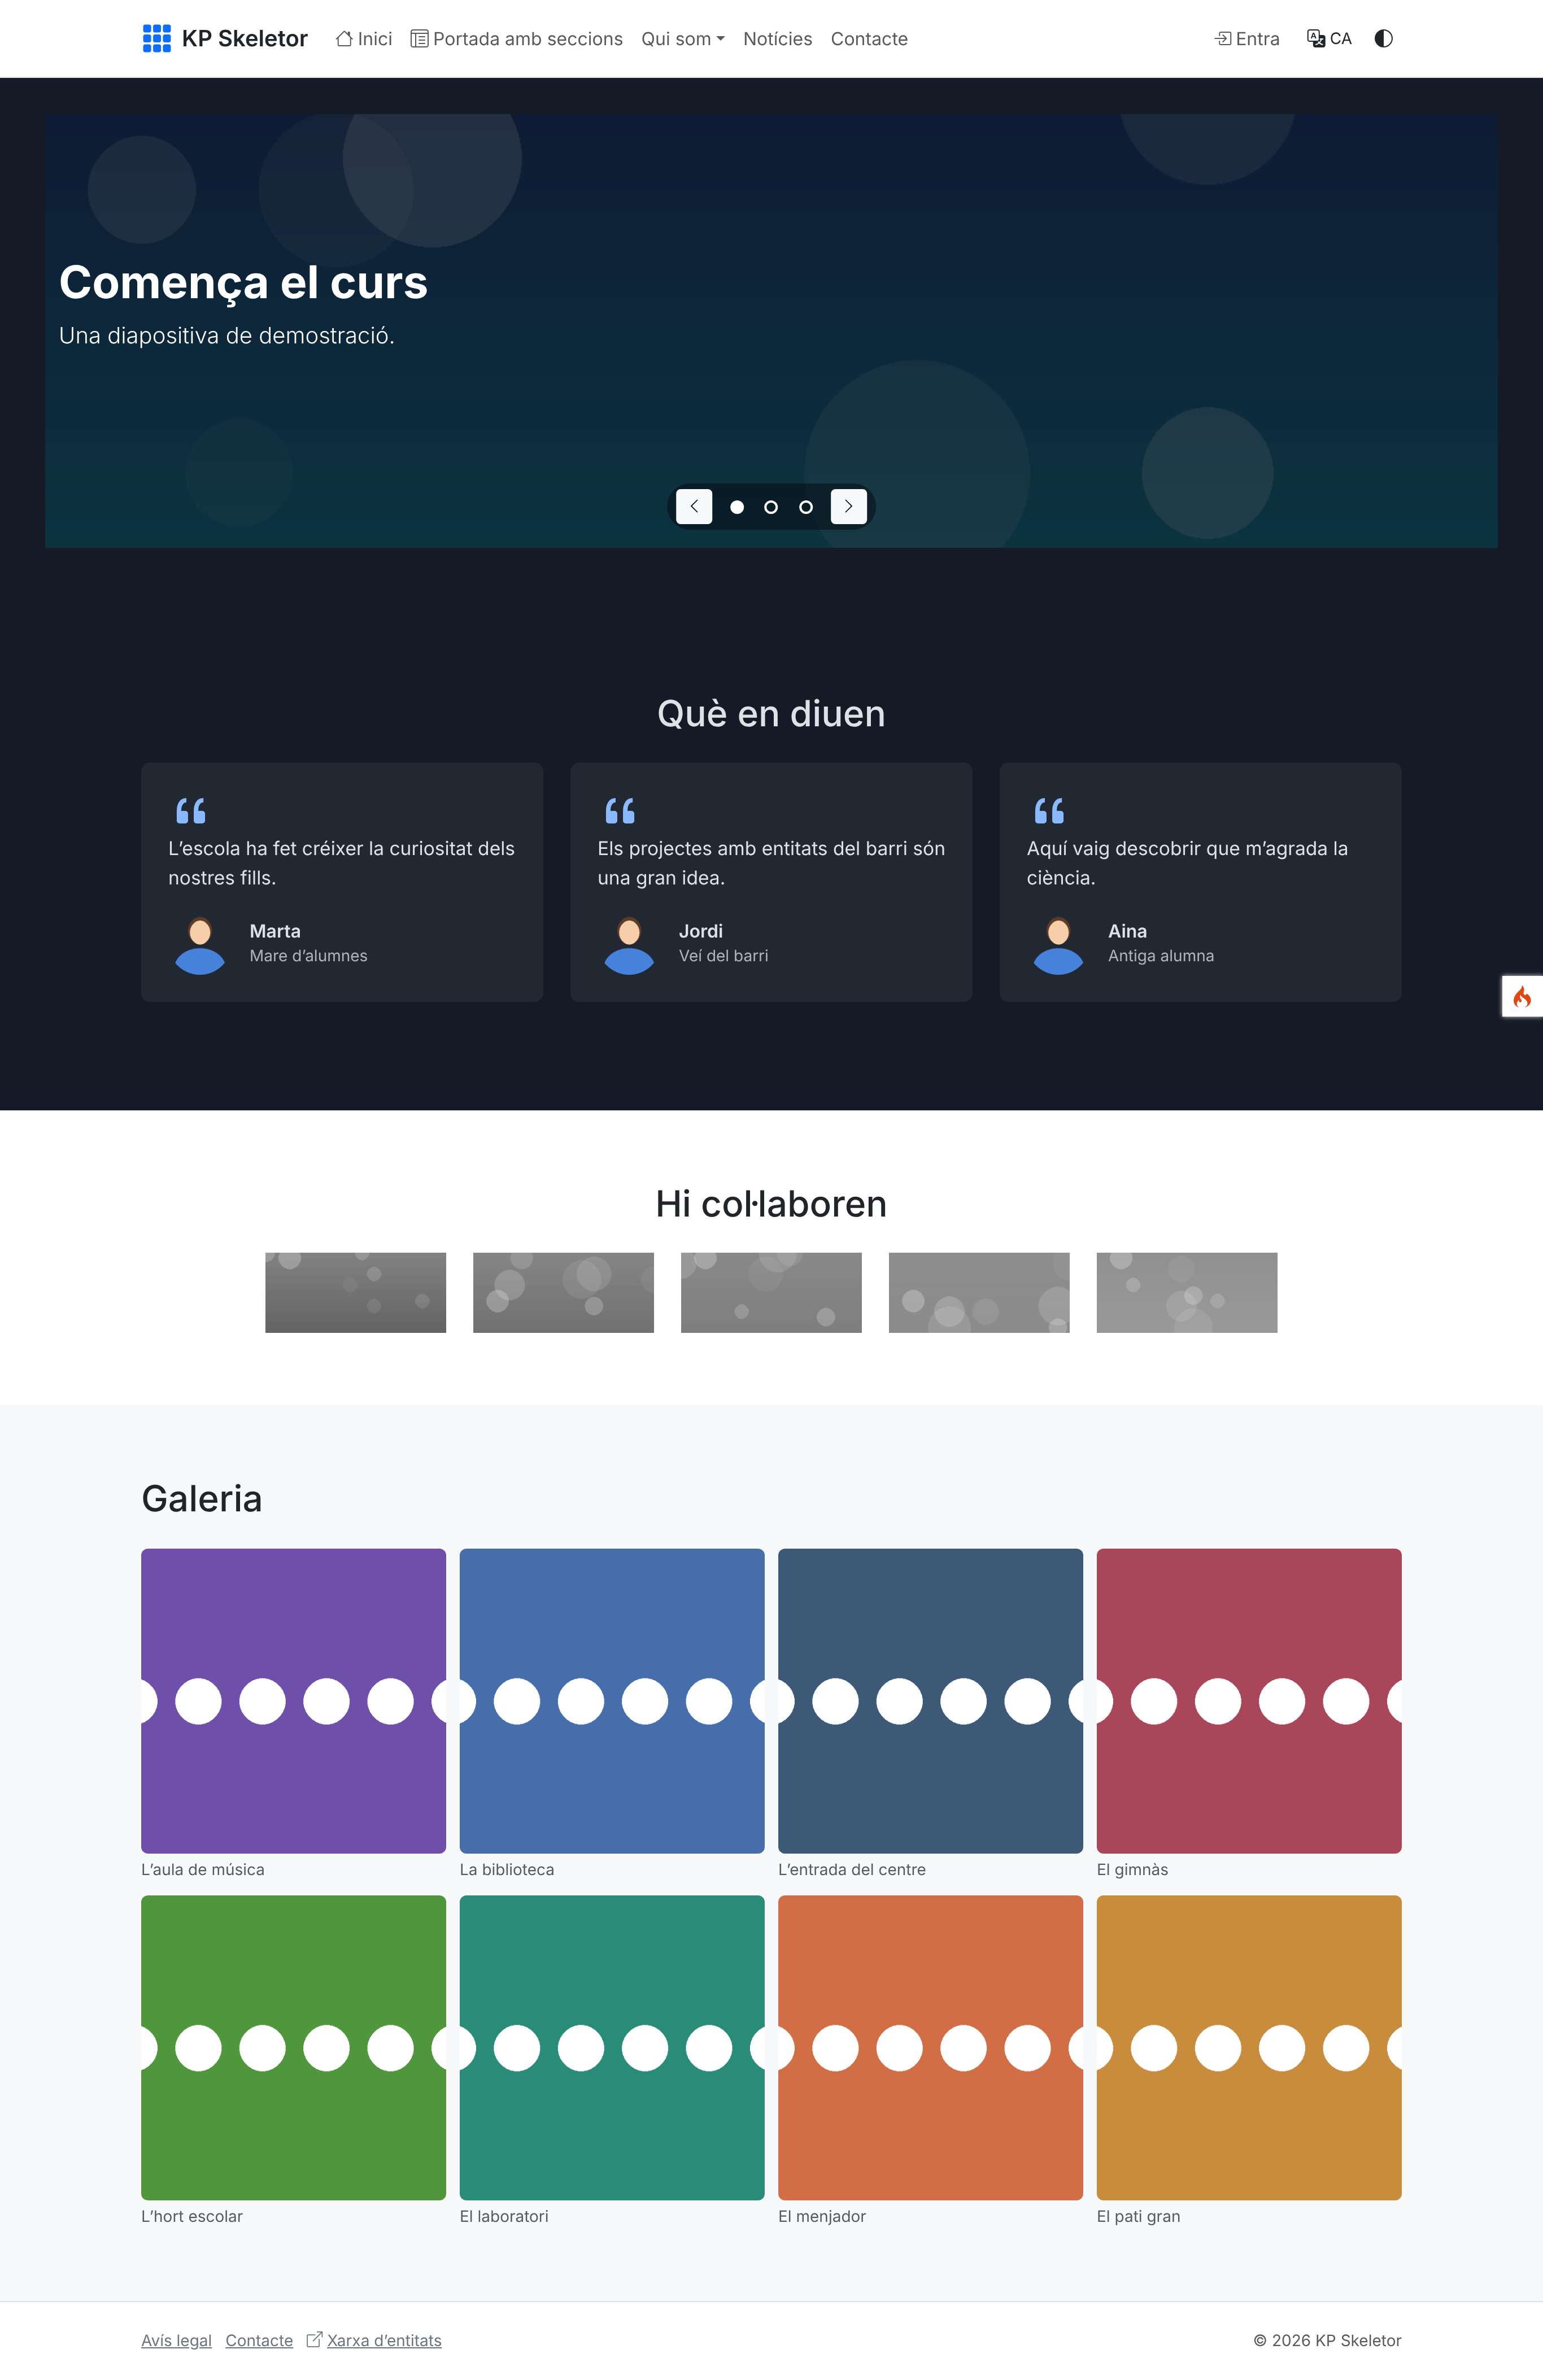 KP Skeletor Inici Portada amb seccions Qui som Notícies Contacte Entra CA
Comença el curs
Una diapositiva de demostració.
Què en diuen
L’escola ha fet créixer la curiositat dels
nostres fills.
Marta
Mare d’alumnes
Els projectes amb entitats del barri són
una gran idea.
Jordi
Veí del barri
Aquí vaig descobrir que m’agrada la
ciència.
Aina
Antiga alumna
Hi col·laboren
Galeria
L’aula de música
La biblioteca
L’entrada del centre
El gimnàs
L’hort escolar
El laboratori
El menjador
El pati gran
Avís legal Contacte Xarxa d’entitats © 2026 KP Skeletor